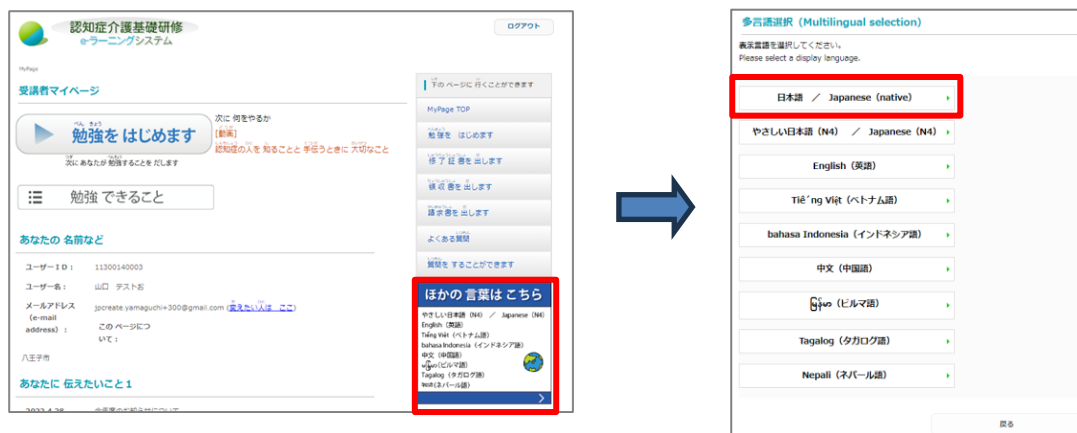 認知症介護基礎研修
e-ラーニングシステム
ログアウト
MyPage
受講者マイページ
勉強を はじめます
次に あなたが 勉強することを だします
次に 何をやるか
[動画]
認知症の人を 知ることと 手伝うときに 大切なこと
勉強 できること
あなたの 名前など
ユーザーID： 11300140003
ユーザー名： 山口 テストお
メールアドレス (e-mail address)： jpcreate.yamaguchi+300@gmail.com (変えたい人は ここ)
この ページにつ
いて：
八王子市
あなたに 伝えたいこと１
2022.4.28
下の ページに 行くことができます
MyPage TOP
勉強を はじめます
修了証書を 出します
領収書を 出します
請求書を 出します
よくある質問
質問を することができます
ほかの 言葉は こちら
やさしい日本語（N4） ／ Japanese（N4）
English（英語）
Tiếng Việt（ベトナム語）
bahasa Indonesia（インドネシア語）
中文（中国語）
(ビルマ語)
Tagalog（タガログ語）
(ネパール語)
多言語選択（Multilingual selection）
表示言語を選択してください。
Please select a display language.
日本語 ／ Japanese（native）
やさしい日本語（N4） ／ Japanese（N4）
English（英語）
Tiê´ng Việt（ベトナム語）
bahasa Indonesia（インドネシア語）
中文（中国語）
မြန်မာ（ビルマ語）
Tagalog（タガログ語）
Nepali（ネパール語）
戻る